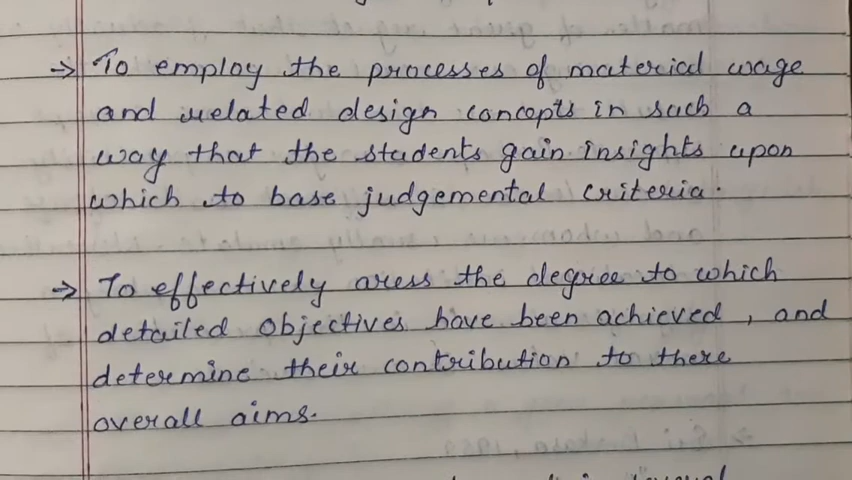 → To employ the processes of material wage
and related design concepts in such a
way that the students gain insights upon
which to base judgemental criteria.
→ To effectively aress the degree to which
detailed objectives have been achieved, and
determine their contribution to there
overall aims.